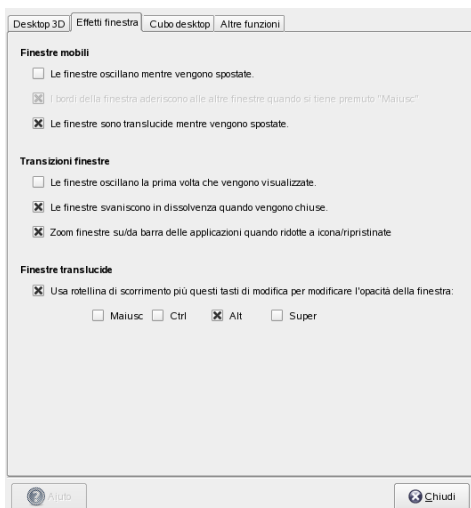 Desktop 3D Effetti finestra Cubo desktop Altre funzioni
Finestre mobili
Le finestre oscillano mentre vengono spostate.
I bordi della finestra aderiscono alle altre finestre quando si tiene premuto "Maiusc"
Le finestre sono translucide mentre vengono spostate.
Transizioni finestre
Le finestre oscillano la prima volta che vengono visualizzate.
Le finestre svaniscono in dissolvenza quando vengono chiuse.
Zoom finestre su/da barra delle applicazioni quando ridotte a icona/ripristinate
Finestre translucide
Usa rotellina di scorrimento più questi tasti di modifica per modificare l'opacità della finestra:
Maiusc Ctrl Alt Super
Aiuto Chiudi